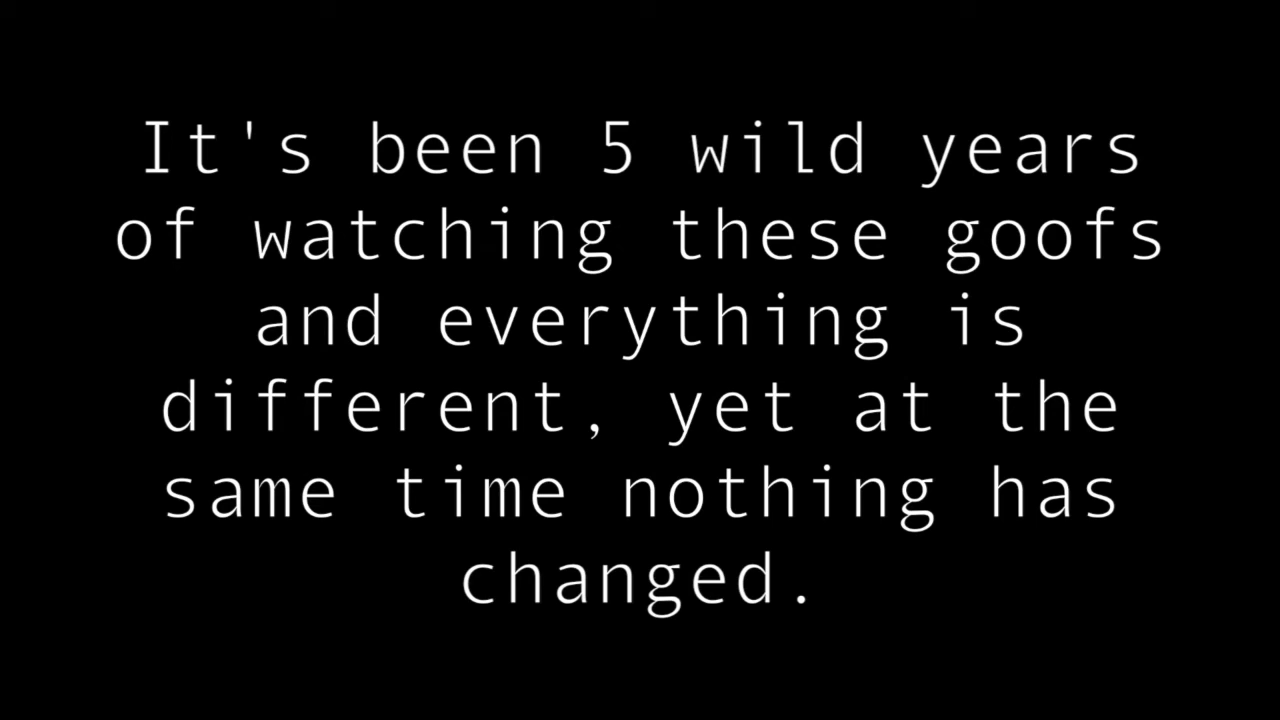 It's been 5 wild years
of watching these goofs
and everything is
different, yet at the
same time nothing has
changed.